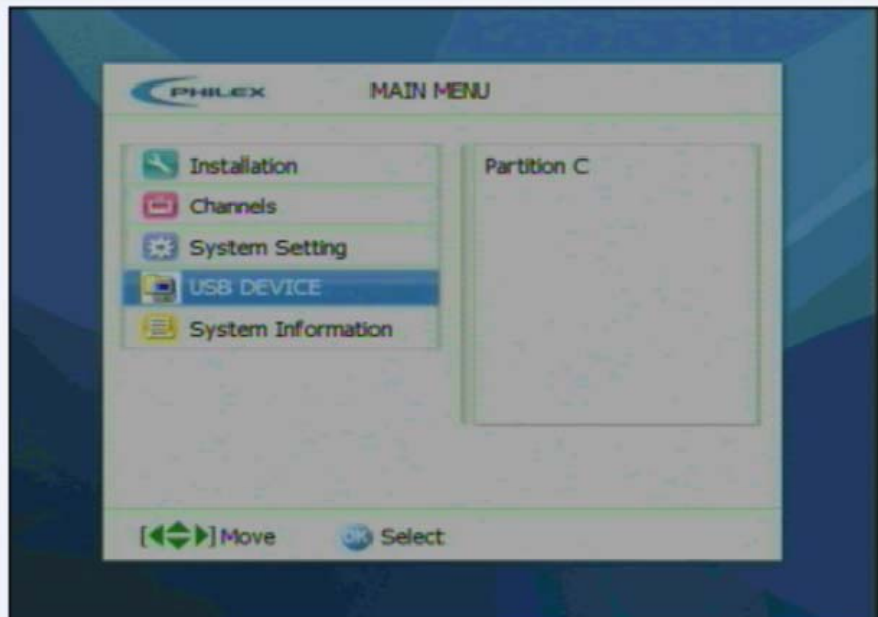 PHILEX
MAIN MENU
Installation
Channels
System Setting
USB DEVICE
System Information
Partition C
[◀▲▼▶] Move
OK Select